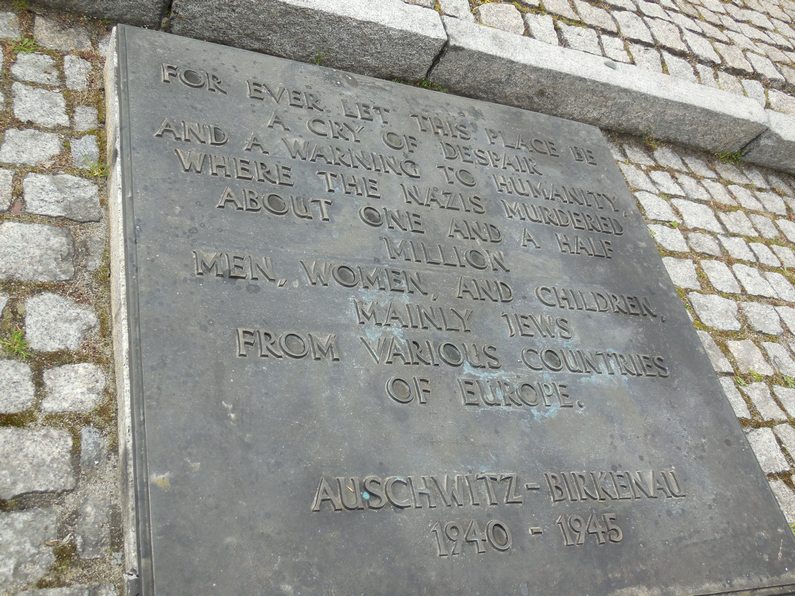 FOR EVER LET THIS PLACE BE
A CRY OF DESPAIR
AND A WARNING TO HUMANITY,
WHERE THE NAZIS MURDERED
ABOUT ONE AND A HALF
MILLION
MEN, WOMEN, AND CHILDREN,
MAINLY JEWS
FROM VARIOUS COUNTRIES
OF EUROPE.
AUSCHWITZ-BIRKENAU
1940 - 1945